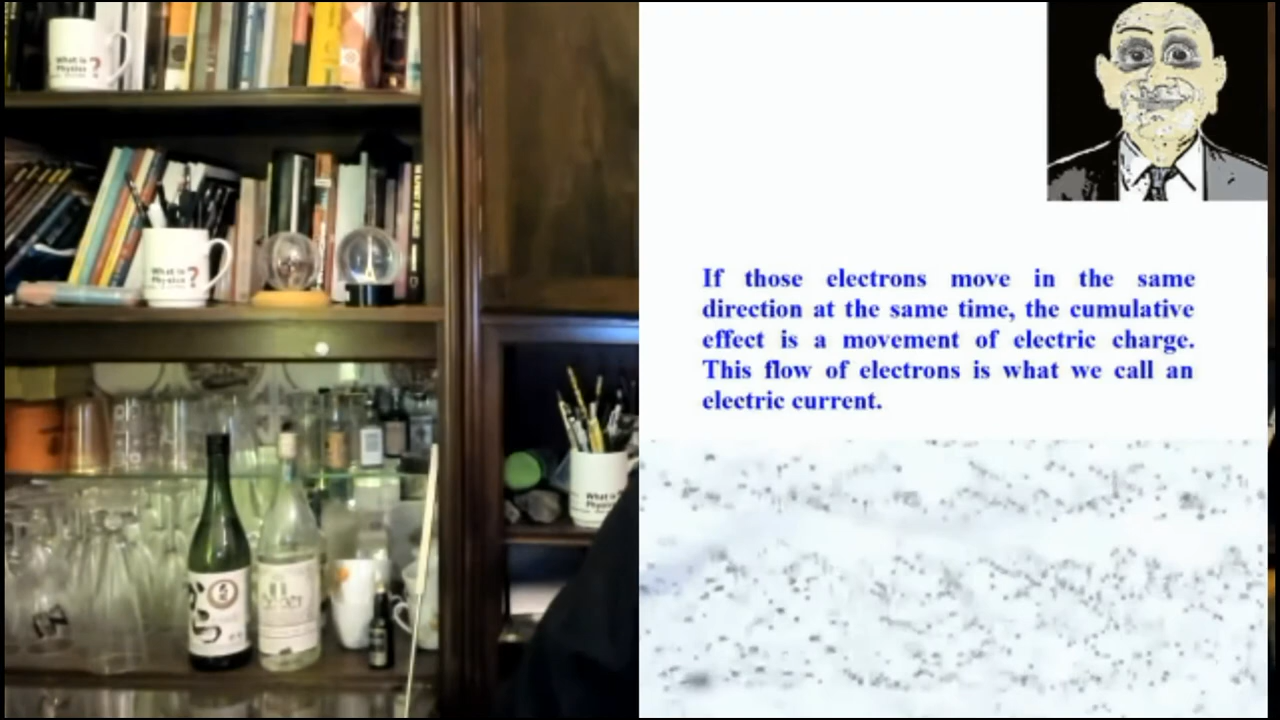 What is
Physics ?
What is
Physics ?
What is
Physics
If those electrons move in the same
direction at the same time, the cumulative
effect is a movement of electric charge.
This flow of electrons is what we call an
electric current.